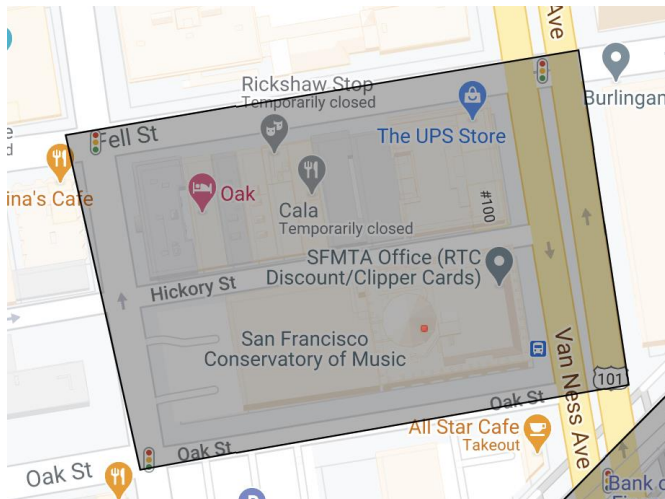 Ave
Rickshaw Stop
Temporarily closed
Burlingam
Fell St
The UPS Store
ina's Cafe
Oak
Cala
Temporarily closed
#100
SFMTA Office (RTC
Discount/Clipper Cards)
Hickory St
San Francisco
Conservatory of Music
Van Ness Ave
101
Oak St
All Star Cafe
Takeout
Oak St
Oak St
Bank o